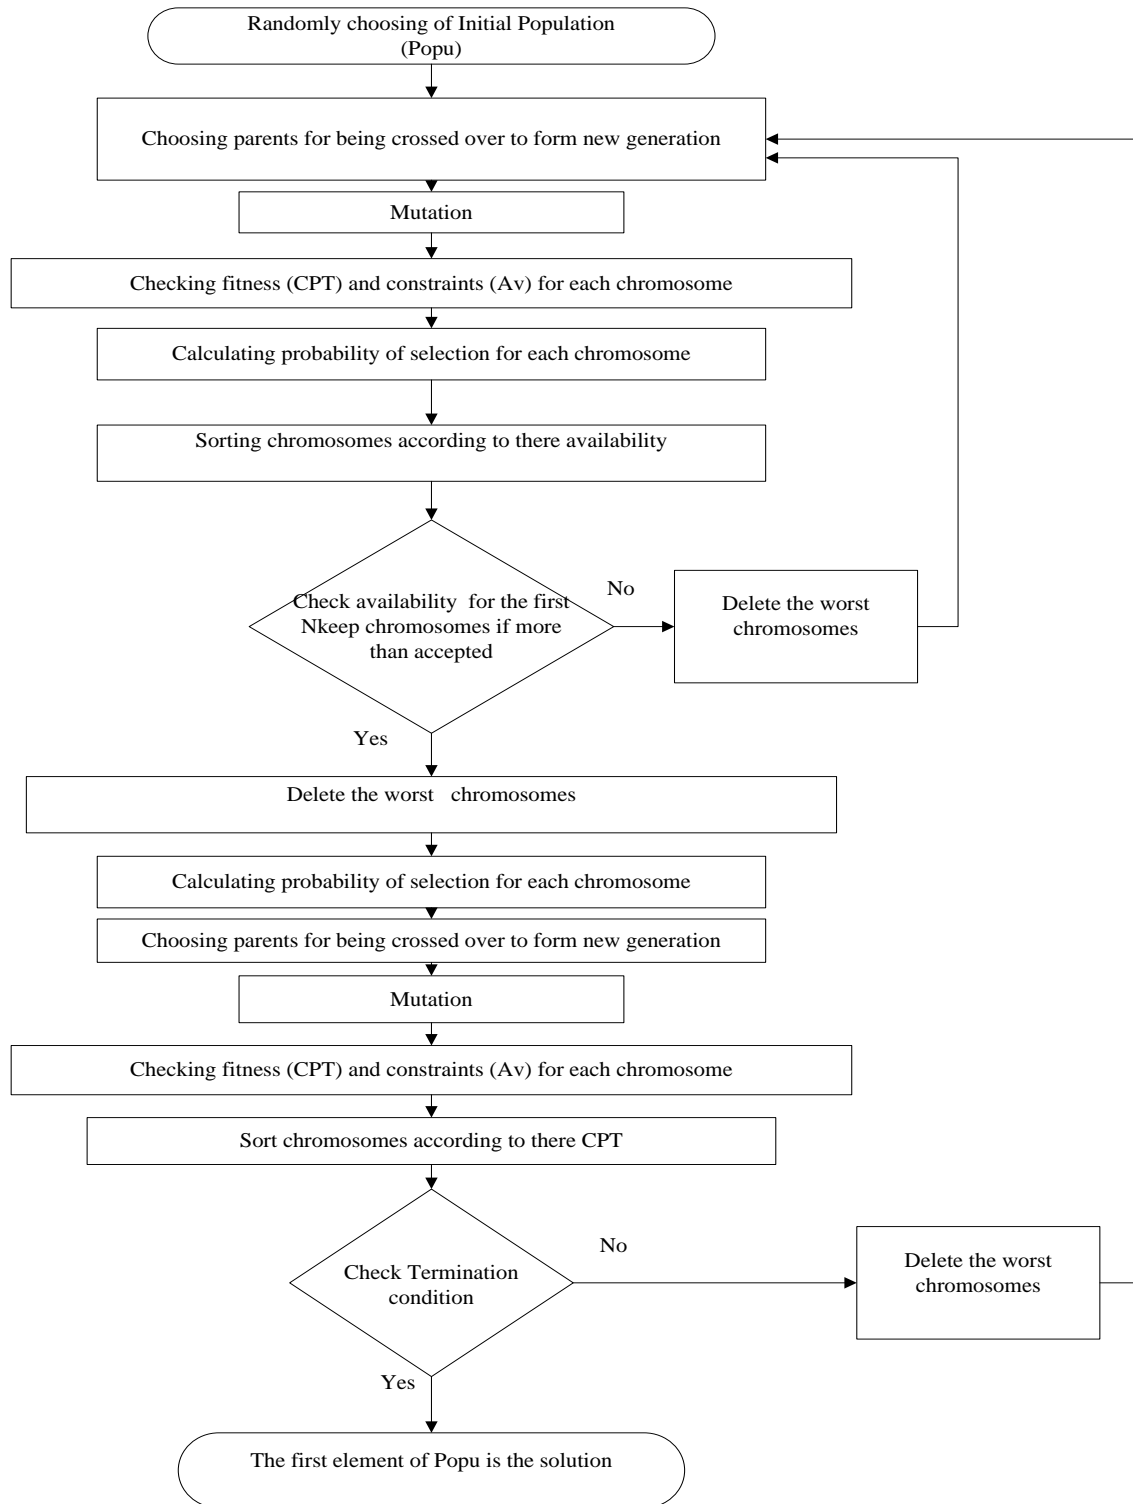 Randomly choosing of Initial Population
(Popu)
Choosing parents for being crossed over to form new generation
Mutation
Checking fitness (CPT) and constraints (Av) for each chromosome
Calculating probability of selection for each chromosome
Sorting chromosomes according to there availability
Check availability for the first
Nkeep chromosomes if more
than accepted
No
Delete the worst
chromosomes
Yes
Delete the worst chromosomes
Calculating probability of selection for each chromosome
Choosing parents for being crossed over to form new generation
Mutation
Checking fitness (CPT) and constraints (Av) for each chromosome
Sort chromosomes according to there CPT
Check Termination
condition
No
Delete the worst
chromosomes
Yes
The first element of Popu is the solution